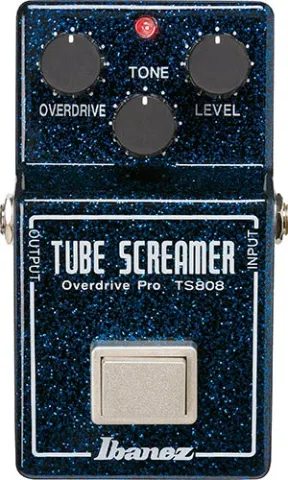 TONE
OVERDRIVE
LEVEL
OUTPUT
INPUT
TUBE SCREAMER
Overdrive Pro TS808
Ibanez